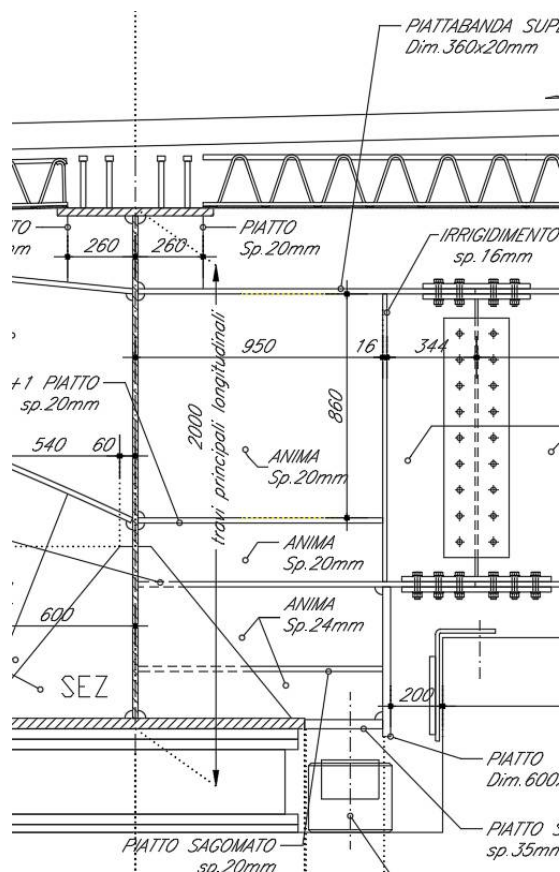 PIATTABANDA SUPE
Dim.360x20mm
PIATTO
Sp.20mm
260
260
IRRIGIDIMENTO
sp.16mm
950
16
344
+1 PIATTO
sp.20mm
2000
travi principali longitudinali
860
540
60
ANIMA
Sp.20mm
ANIMA
Sp.20mm
ANIMA
Sp.24mm
600
SEZ
200
PIATTO
Dim.600
PIATTO S
sp.35mm
PIATTO SAGOMATO
sp.20mm